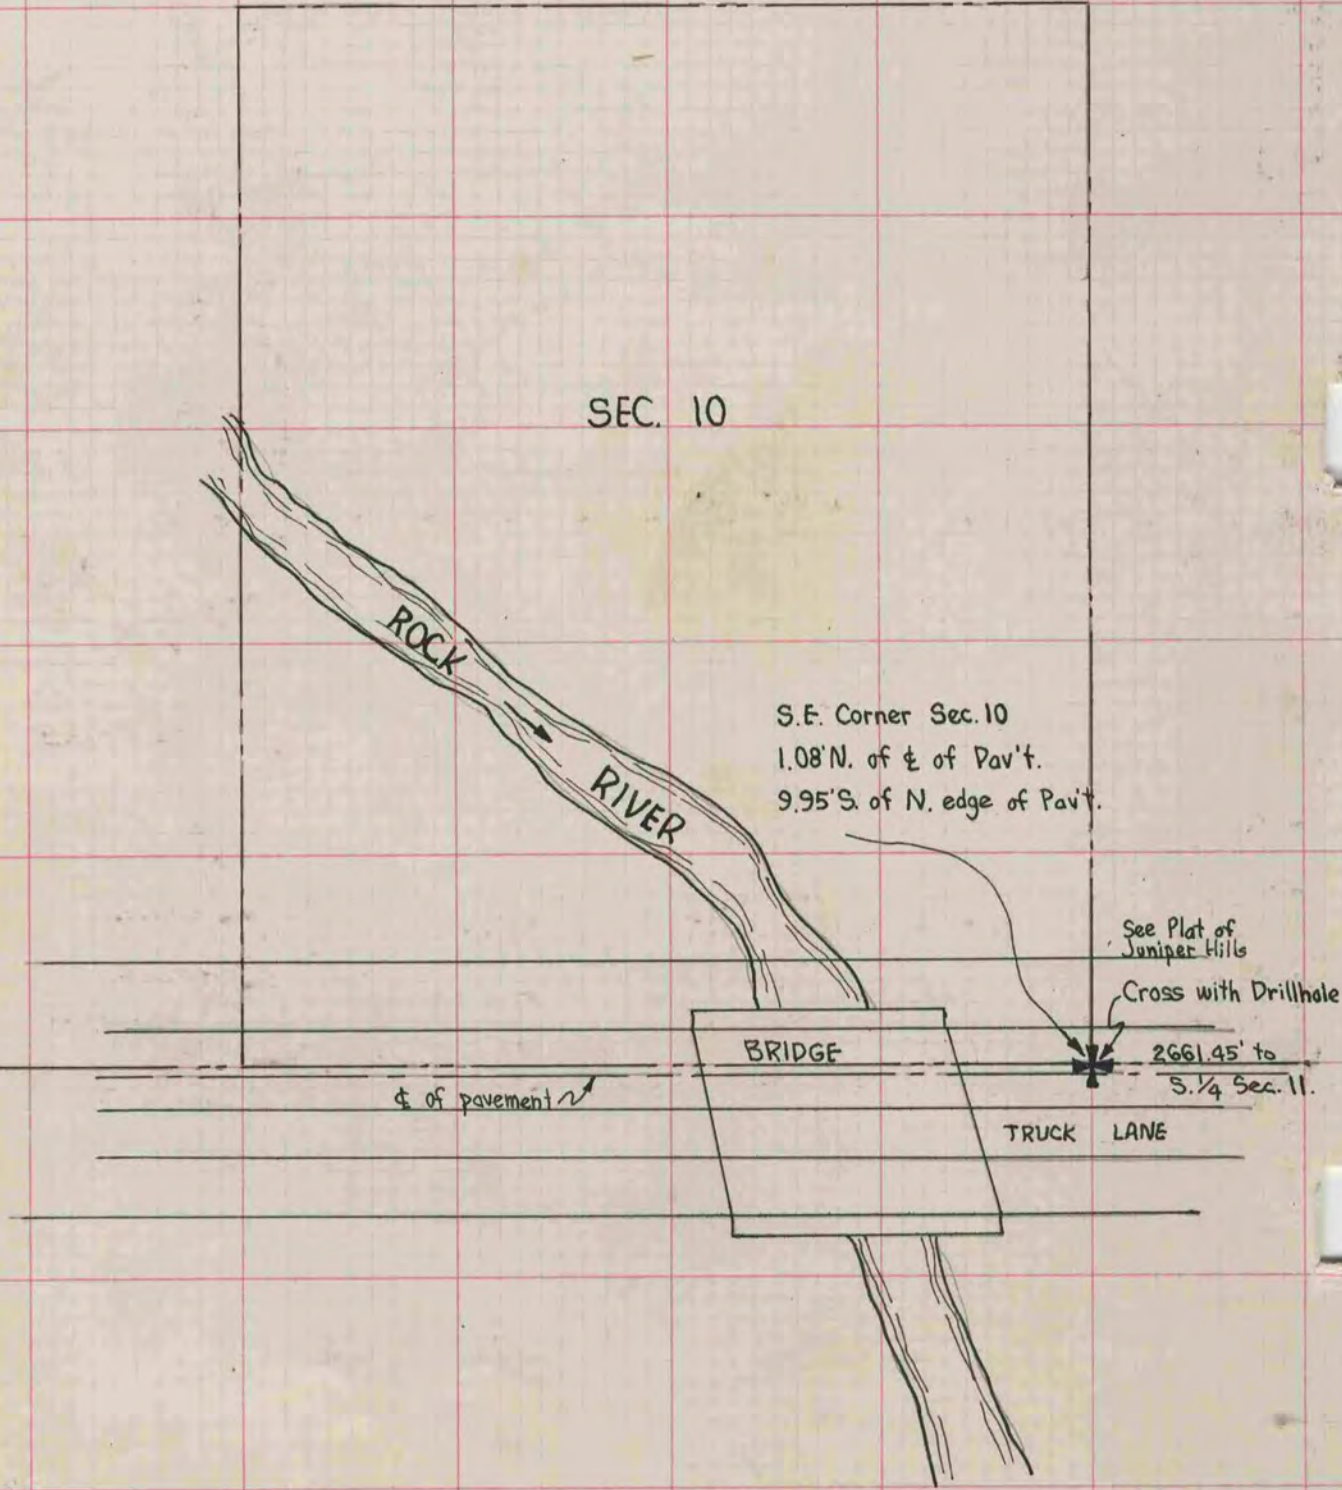 SEC. 10
ROCK
RIVER
S.E. Corner Sec. 10
1.08' N. of ℄ of Pav't.
9.95' S. of N. edge of Pav't.
See Plat of
Juniper Hills
Cross with Drillhole
BRIDGE
2661.45' to
S. 1/4 Sec. 11.
℄ of pavement
TRUCK LANE